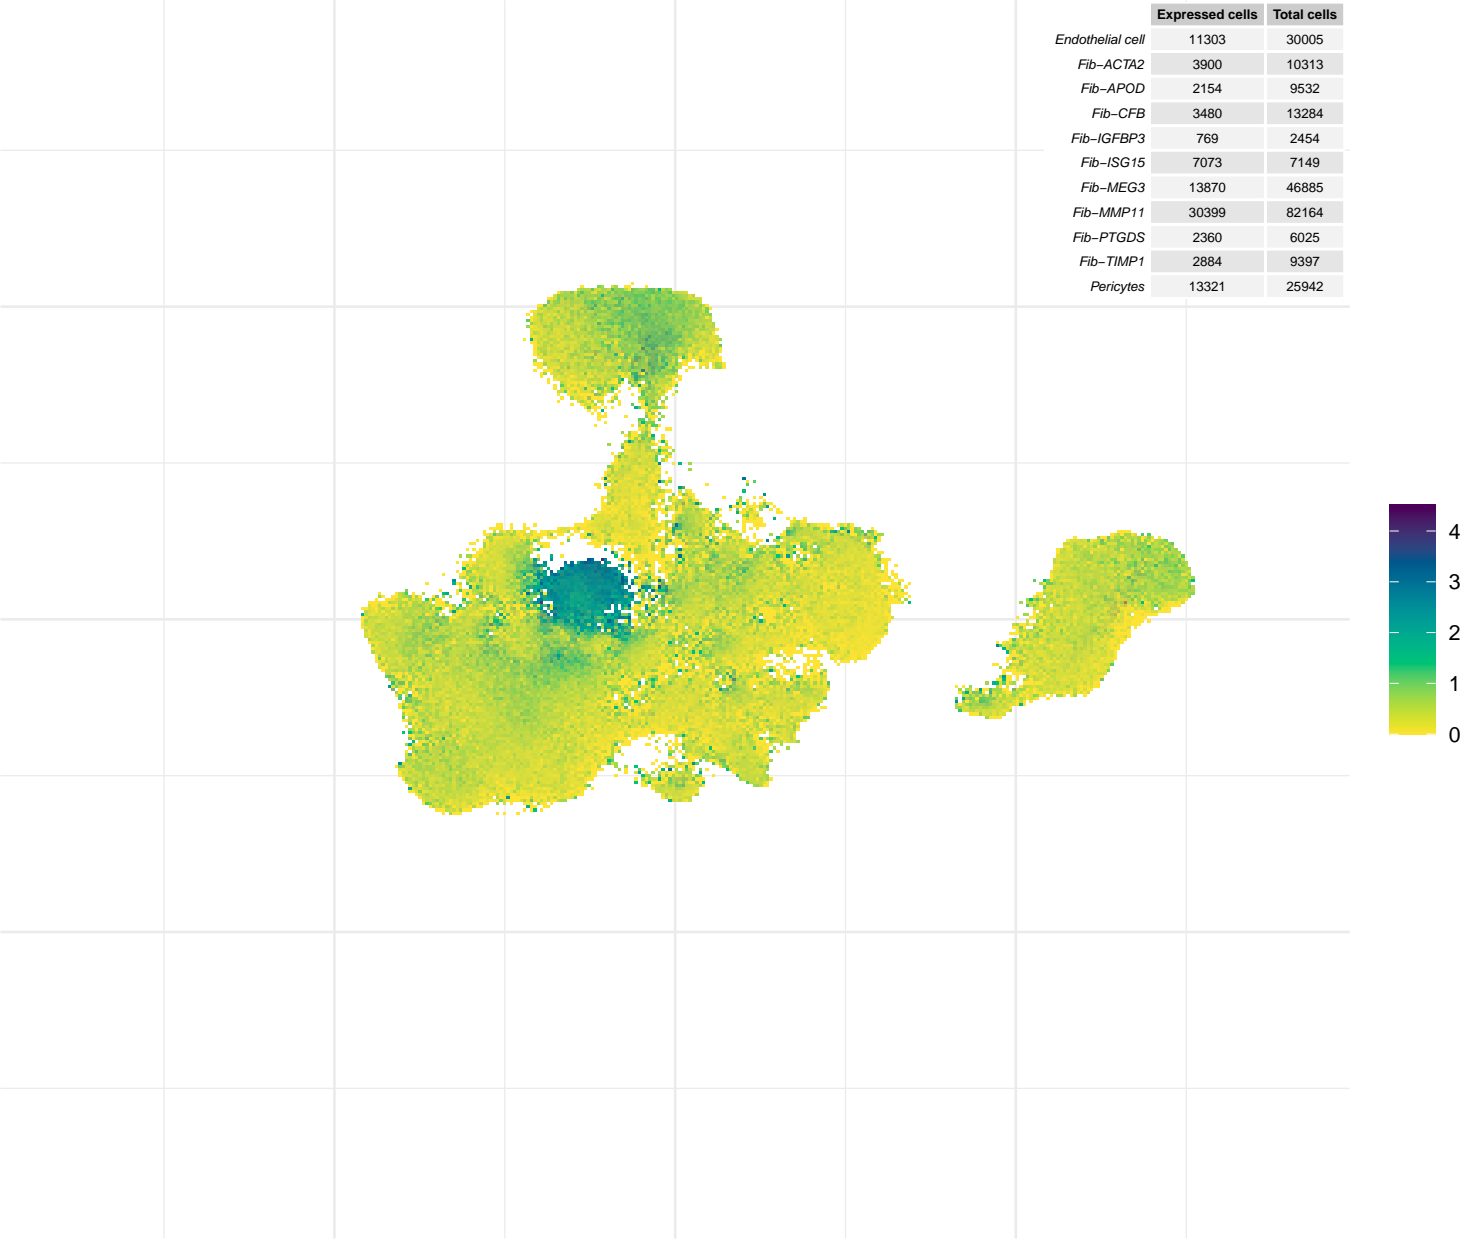 Expressed cells Total cells
Endothelial cell 11303 30005
Fib−ACTA2 3900 10313
Fib−APOD 2154 9532
Fib−CFB 3480 13284
Fib−IGFBP3 769 2454
Fib−ISG15 7073 7149
Fib−MEG3 13870 46885
Fib−MMP11 30399 82164
Fib−PTGDS 2360 6025
Fib−TIMP1 2884 9397
Pericytes 13321 25942
4
3
2
1
0